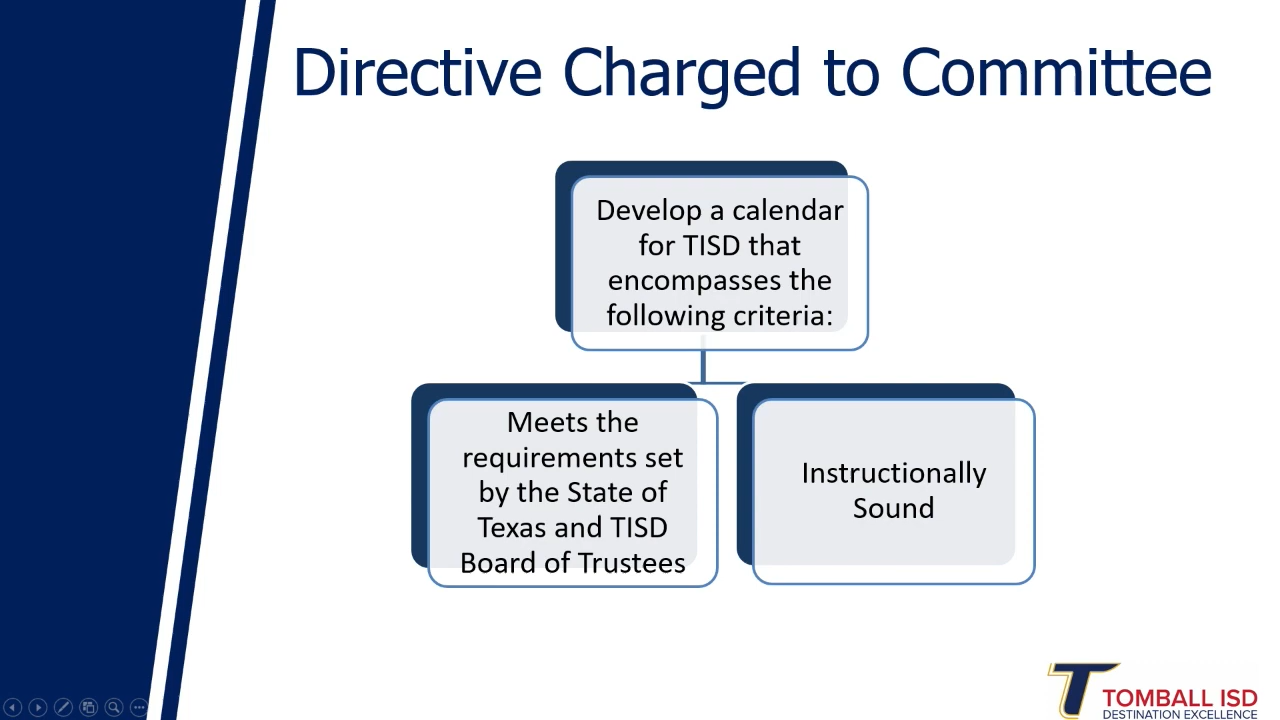 Directive Charged to Committee
Develop a calendar
for TISD that
encompasses the
following criteria:
Meets the
requirements set
by the State of
Texas and TISD
Board of Trustees
Instructionally
Sound
TOMBALL ISD
DESTINATION EXCELLENCE